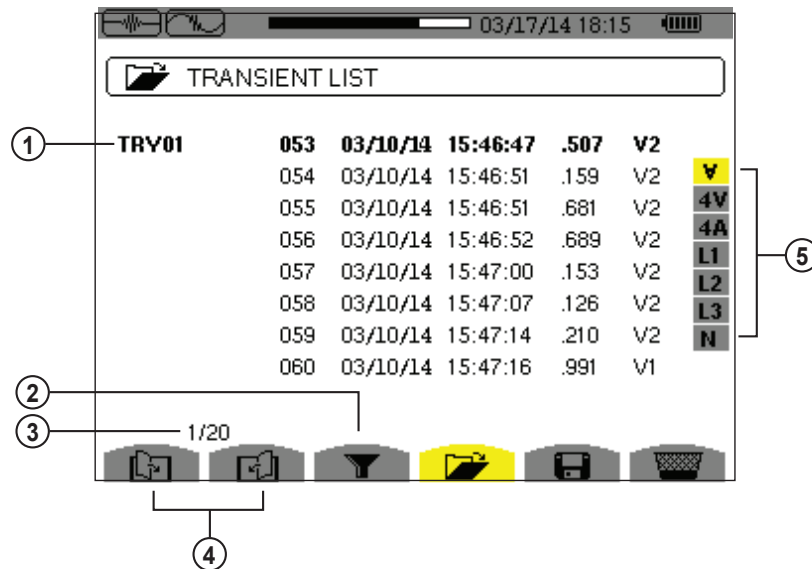 03/17/14 18:15
TRANSIENT LIST
1
TRY01 053 03/10/14 15:46:47 .507 V2
054 03/10/14 15:46:51 .159 V2
055 03/10/14 15:46:51 .681 V2
056 03/10/14 15:46:52 .689 V2
057 03/10/14 15:47:00 .153 V2
058 03/10/14 15:47:07 .126 V2
059 03/10/14 15:47:14 .210 V2
060 03/10/14 15:47:16 .991 V1
∀
4V
4A
L1
L2
L3
N
5
2
3
1/20
4